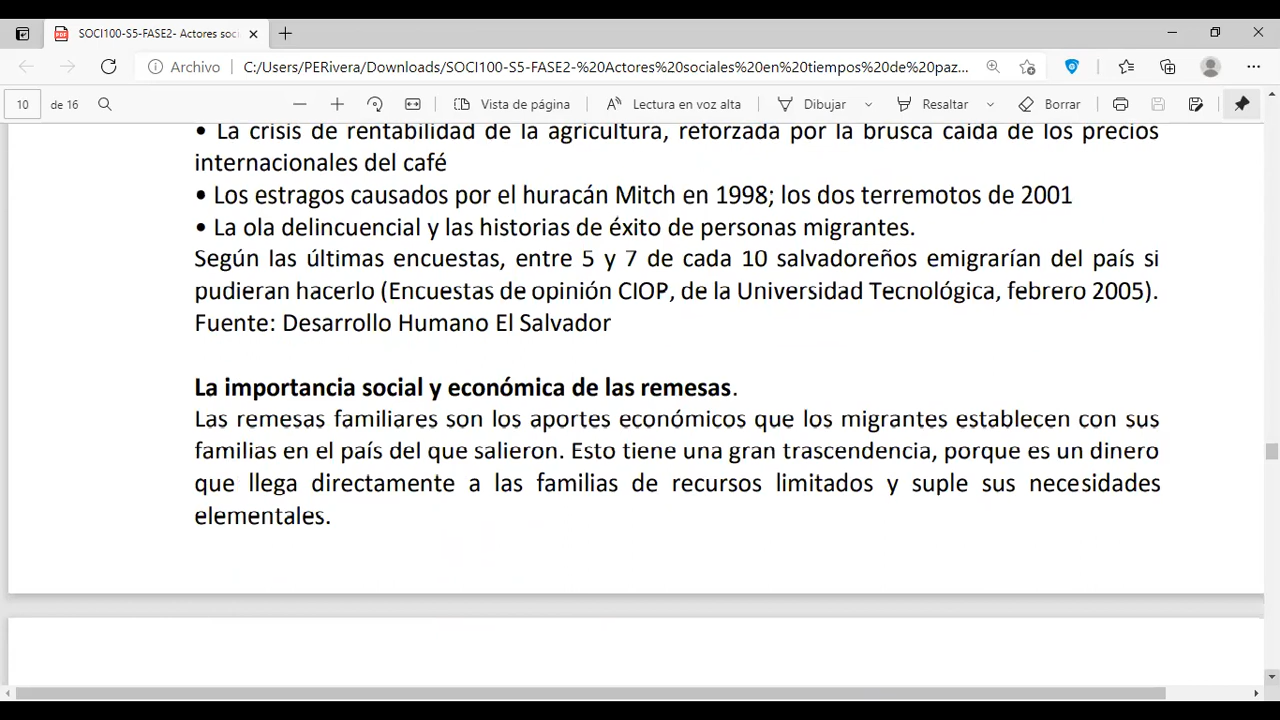 SOCI100-S5-FASE2- Actores soci
Archivo
C:/Users/PERivera/Downloads/SOCI100-S5-FASE2-%20Actores%20sociales%20en%20tiempos%20de%20paz...
10 de 16
Vista de página
Lectura en voz alta
Dibujar
Resaltar
Borrar
• La crisis de rentabilidad de la agricultura, reforzada por la brusca caída de los precios
internacionales del café
• Los estragos causados por el huracán Mitch en 1998; los dos terremotos de 2001
• La ola delincuencial y las historias de éxito de personas migrantes.
Según las últimas encuestas, entre 5 y 7 de cada 10 salvadoreños emigrarían del país si
pudieran hacerlo (Encuestas de opinión CIOP, de la Universidad Tecnológica, febrero 2005).
Fuente: Desarrollo Humano El Salvador
La importancia social y económica de las remesas.
Las remesas familiares son los aportes económicos que los migrantes establecen con sus
familias en el país del que salieron. Esto tiene una gran trascendencia, porque es un dinero
que llega directamente a las familias de recursos limitados y suple sus necesidades
elementales.